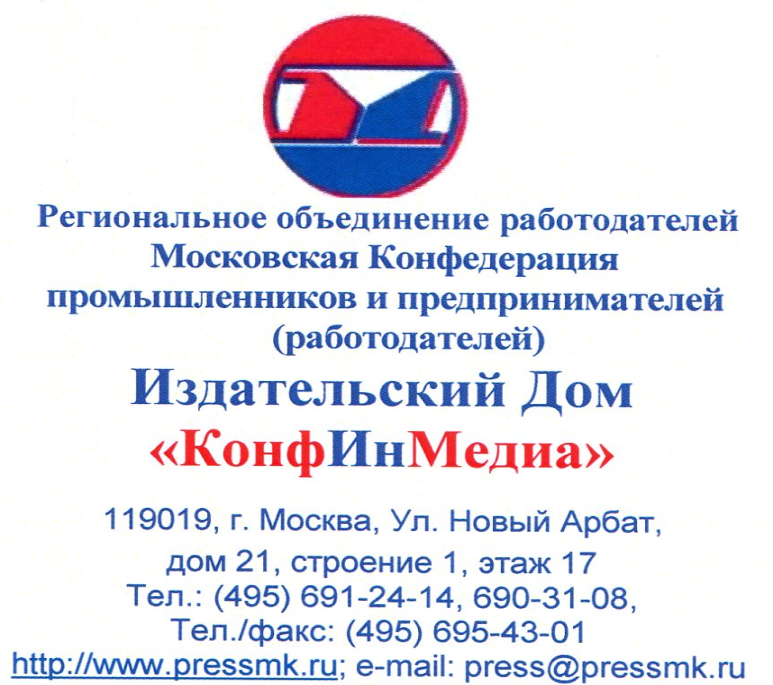 Региональное объединение работодателей
Московская Конфедерация
промышленников и предпринимателей
(работодателей)
Издательский Дом
«КонфИнМедиа»
119019, г. Москва, Ул. Новый Арбат,
дом 21, строение 1, этаж 17
Тел.: (495) 691-24-14, 690-31-08,
Тел./факс: (495) 695-43-01
http://www.pressmk.ru; e-mail: press@pressmk.ru